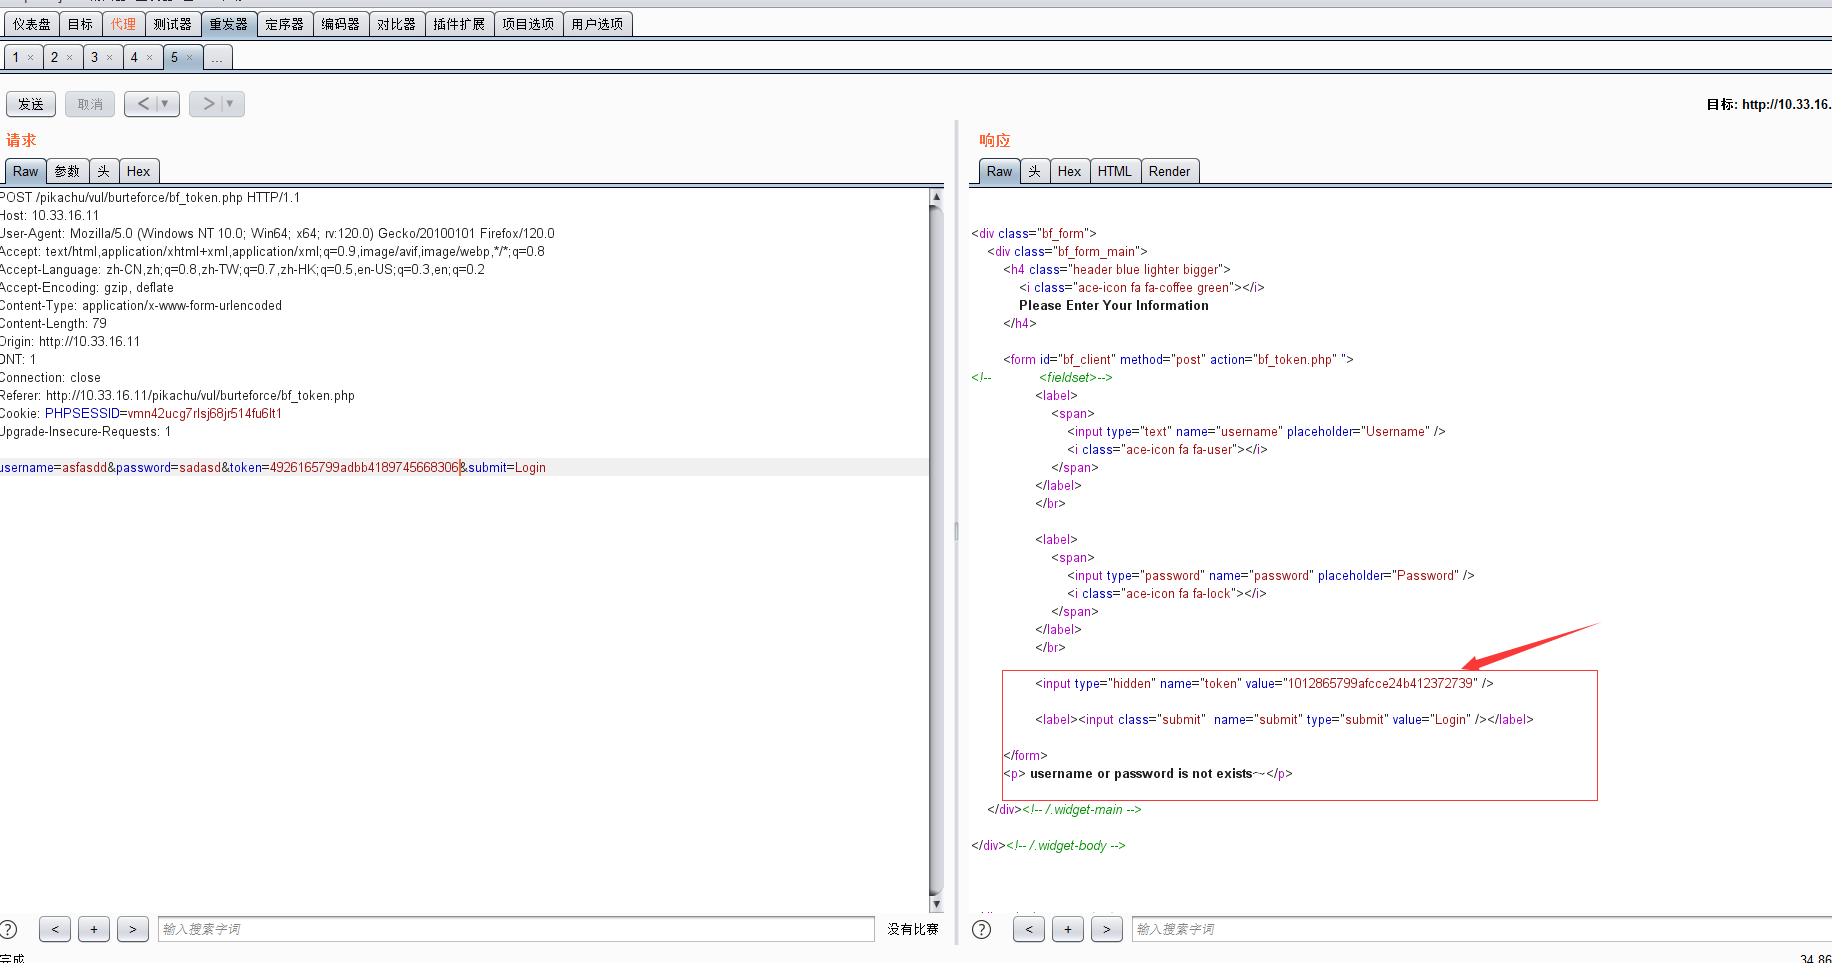 仪表盘 目标 代理 测试器 重发器 定序器 编码器 对比器 插件扩展 项目选项 用户选项
1 × 2 × 3 × 4 × 5 × ...
发送 取消 < ▼ > ▼
目标: http://10.33.16.
请求
Raw 参数 头 Hex
POST /pikachu/vul/burteforce/bf_token.php HTTP/1.1
Host: 10.33.16.11
User-Agent: Mozilla/5.0 (Windows NT 10.0; Win64; x64; rv:120.0) Gecko/20100101 Firefox/120.0
Accept: text/html,application/xhtml+xml,application/xml;q=0.9,image/avif,image/webp,*/*;q=0.8
Accept-Language: zh-CN,zh;q=0.8,zh-TW;q=0.7,zh-HK;q=0.5,en-US;q=0.3,en;q=0.2
Accept-Encoding: gzip, deflate
Content-Type: application/x-www-form-urlencoded
Content-Length: 79
Origin: http://10.33.16.11
DNT: 1
Connection: close
Referer: http://10.33.16.11/pikachu/vul/burteforce/bf_token.php
Cookie: PHPSESSID=vmn42ucg7rlsj68jr514fu6lt1
Upgrade-Insecure-Requests: 1
username=asfasdd&password=sadasd&token=4926165799adbb4189745668306&submit=Login
? < + > 输入搜索字词 没有比赛
完成
响应
Raw 头 Hex HTML Render
<div class="bf_form">
<div class="bf_form_main">
<h4 class="header blue lighter bigger">
<i class="ace-icon fa fa-coffee green"></i>
Please Enter Your Information
</h4>
<form id="bf_client" method="post" action="bf_token.php" ">
<!-- <fieldset>-->
<label>
<span>
<input type="text" name="username" placeholder="Username" />
<i class="ace-icon fa fa-user"></i>
</span>
</label>
</br>
<label>
<span>
<input type="password" name="password" placeholder="Password" />
<i class="ace-icon fa fa-lock"></i>
</span>
</label>
</br>
<input type="hidden" name="token" value="1012865799afcce24b412372739" />
<label><input class="submit" name="submit" type="submit" value="Login" /></label>
</form>
<p> username or password is not exists～</p>
</div><!-- /.widget-main -->
</div><!-- /.widget-body -->
? < + > 输入搜索字词
34,86